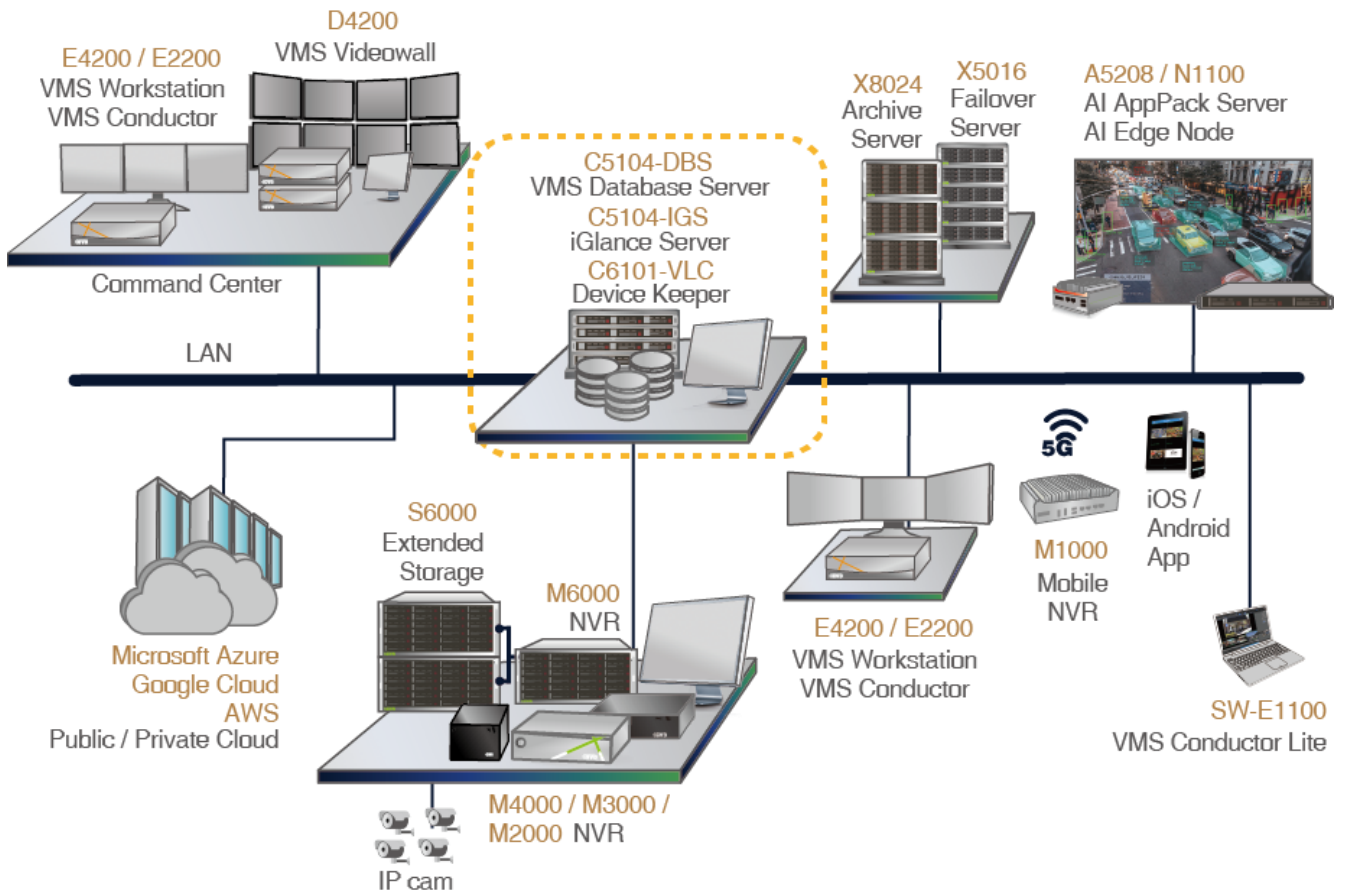 D4200
VMS Videowall
E4200 / E2200
VMS Workstation
VMS Conductor
Command Center
C5104-DBS
VMS Database Server
C5104-IGS
iGlance Server
C6101-VLC
Device Keeper
X8024
Archive
Server
X5016
Failover
Server
A5208 / N1100
AI AppPack Server
AI Edge Node
LAN
Microsoft Azure
Google Cloud
AWS
Public / Private Cloud
S6000
Extended
Storage
M6000
NVR
M4000 / M3000 /
M2000 NVR
IP cam
E4200 / E2200
VMS Workstation
VMS Conductor
5G
M1000
Mobile
NVR
iOS /
Android
App
SW-E1100
VMS Conductor Lite